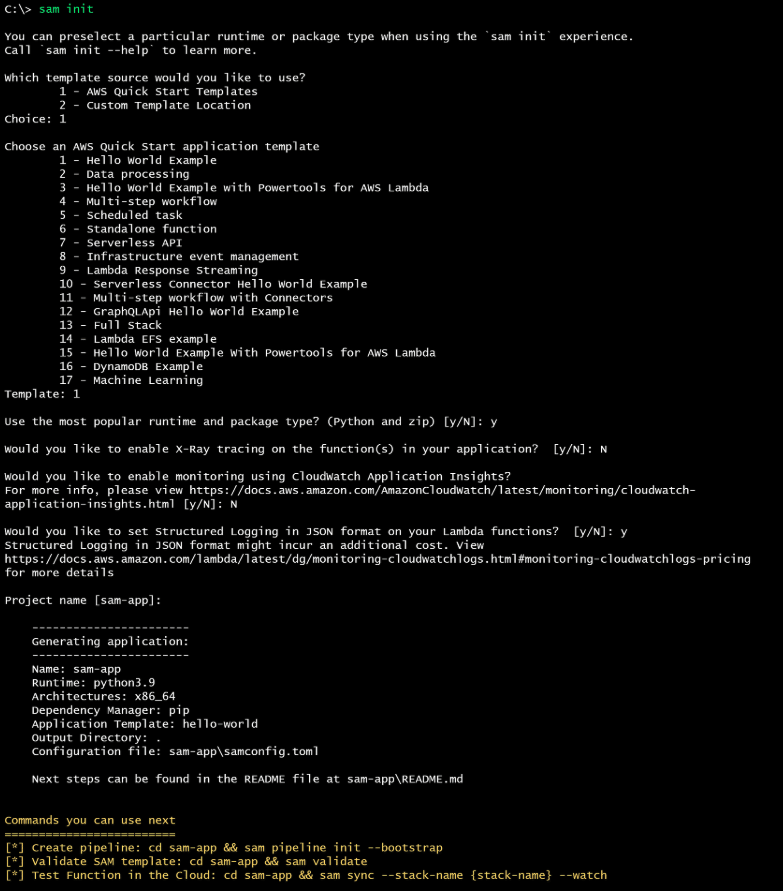 C:\> sam init
You can preselect a particular runtime or package type when using the `sam init` experience.
Call `sam init --help` to learn more.
Which template source would you like to use?
1 - AWS Quick Start Templates
2 - Custom Template Location
Choice: 1
Choose an AWS Quick Start application template
1 - Hello World Example
2 - Data processing
3 - Hello World Example with Powertools for AWS Lambda
4 - Multi-step workflow
5 - Scheduled task
6 - Standalone function
7 - Serverless API
8 - Infrastructure event management
9 - Lambda Response Streaming
10 - Serverless Connector Hello World Example
11 - Multi-step workflow with Connectors
12 - GraphQLApi Hello World Example
13 - Full Stack
14 - Lambda EFS example
15 - Hello World Example With Powertools for AWS Lambda
16 - DynamoDB Example
17 - Machine Learning
Template: 1
Use the most popular runtime and package type? (Python and zip) [y/N]: y
Would you like to enable X-Ray tracing on the function(s) in your application?  [y/N]: N
Would you like to enable monitoring using CloudWatch Application Insights?
For more info, please view https://docs.aws.amazon.com/AmazonCloudWatch/latest/monitoring/cloudwatch-
application-insights.html [y/N]: N
Would you like to set Structured Logging in JSON format on your Lambda functions?  [y/N]: y
Structured Logging in JSON format might incur an additional cost. View
https://docs.aws.amazon.com/lambda/latest/dg/monitoring-cloudwatchlogs.html#monitoring-cloudwatchlogs-pricing
for more details
Project name [sam-app]:
-----------------------
Generating application:
-----------------------
Name: sam-app
Runtime: python3.9
Architectures: x86_64
Dependency Manager: pip
Application Template: hello-world
Output Directory: .
Configuration file: sam-app\samconfig.toml
Next steps can be found in the README file at sam-app\README.md
Commands you can use next
=========================
[*] Create pipeline: cd sam-app && sam pipeline init --bootstrap
[*] Validate SAM template: cd sam-app && sam validate
[*] Test Function in the Cloud: cd sam-app && sam sync --stack-name {stack-name} --watch